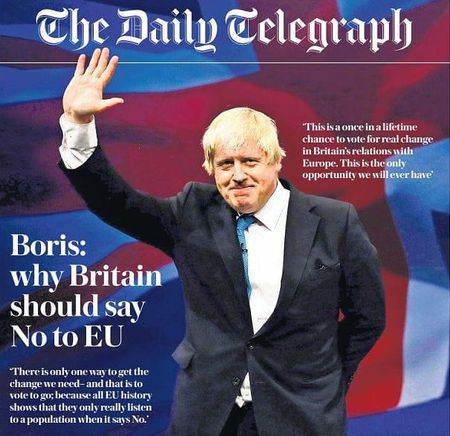 The Daily Telegraph
'This is a once in a lifetime
chance to vote for real change
in Britain's relations with
Europe. This is the only
opportunity we will ever have'
Boris:
why Britain
should say
No to EU
'There is only one way to get the
change we need– and that is to
vote to go; because all EU history
shows that they only really listen
to a population when it says No.'